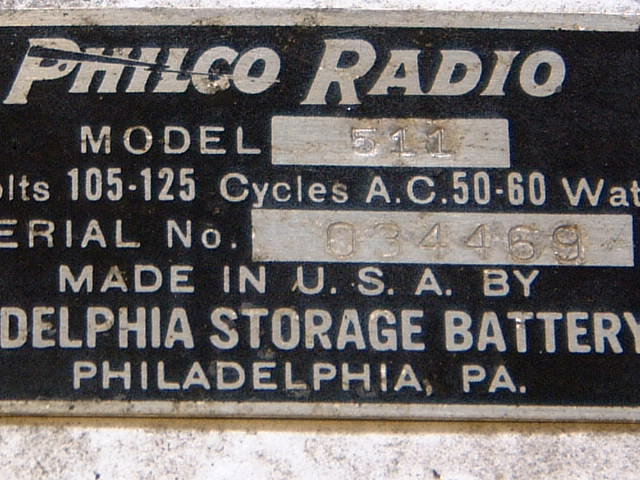 PHILCO RADIO
MODEL 511
olts 105-125 Cycles A.C. 50-60 Wat
ERIAL No. 034469
MADE IN U. S. A. BY
DELPHIA STORAGE BATTERY
PHILADELPHIA, PA.